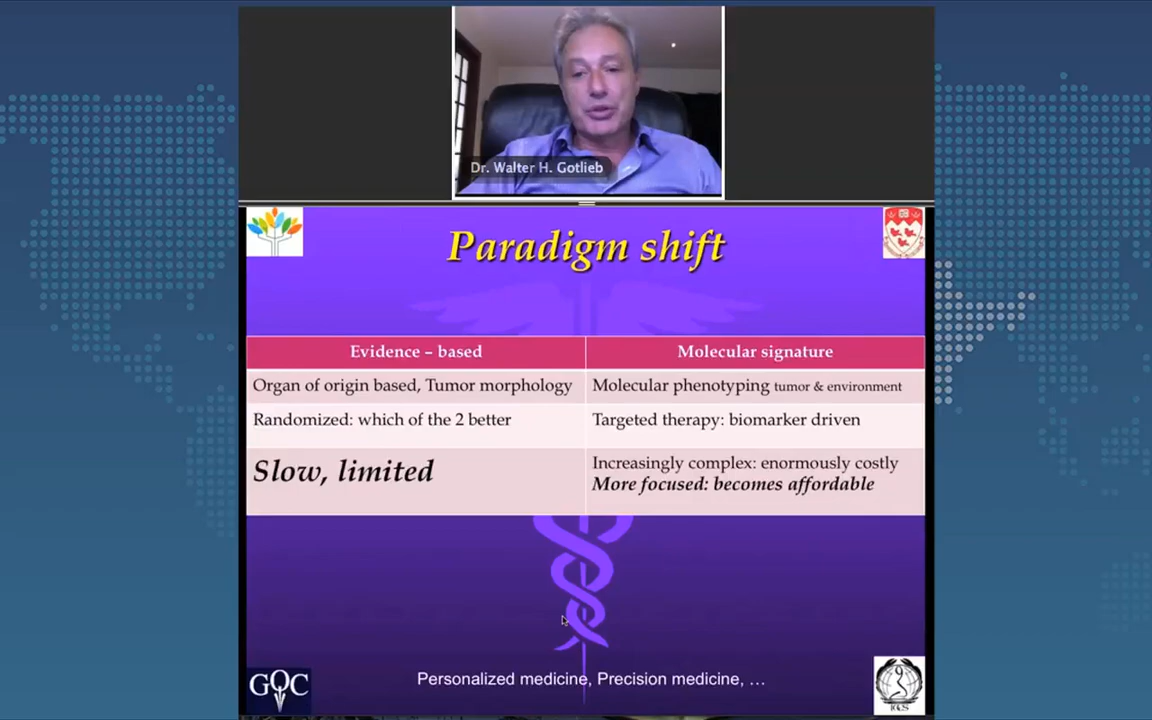 Dr. Walter H. Gotlieb
Paradigm shift
Evidence – based
Molecular signature
Organ of origin based, Tumor morphology
Molecular phenotyping tumor & environment
Randomized: which of the 2 better
Targeted therapy: biomarker driven
Slow, limited
Increasingly complex: enormously costly
More focused: becomes affordable
GOC
Personalized medicine, Precision medicine, …